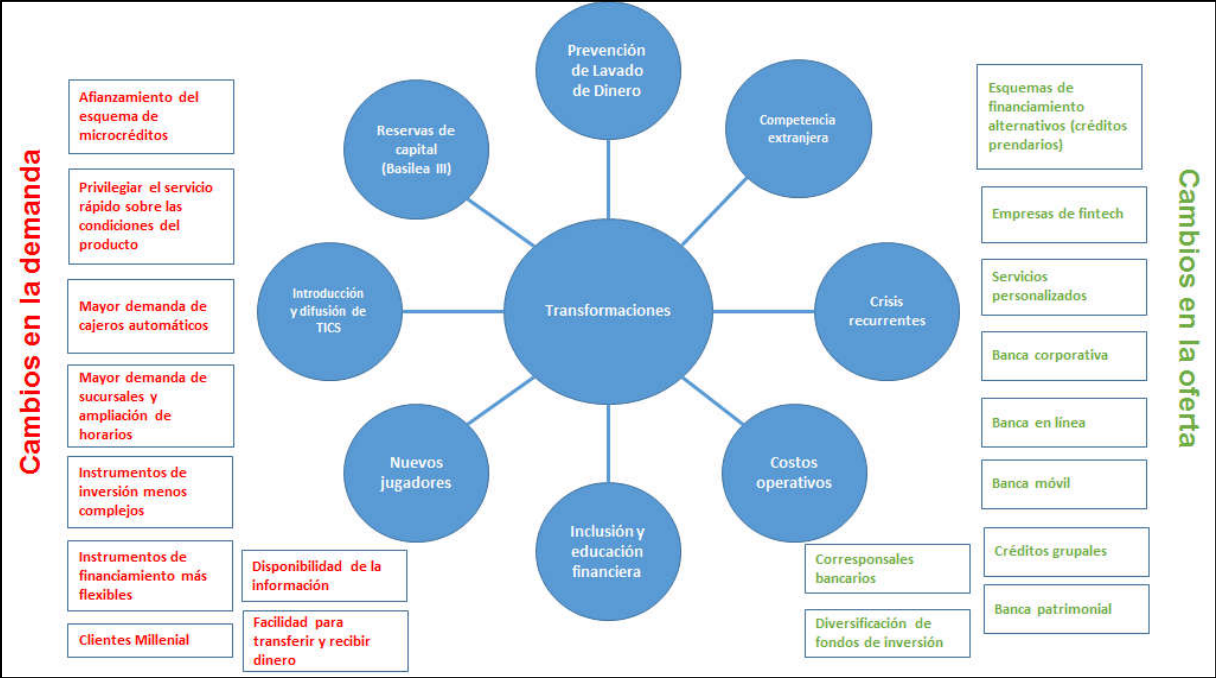 Cambios en la demanda
Afianzamiento del
esquema de
microcréditos
Privilegiar el servicio
rápido sobre las
condiciones del
producto
Mayor demanda de
cajeros automáticos
Mayor demanda de
sucursales y
ampliación de
horarios
Instrumentos de
inversión menos
complejos
Instrumentos de
financiamiento más
flexibles
Clientes Millenial
Disponibilidad de la
información
Facilidad para
transferir y recibir
dinero
Transformaciones
Prevención
de Lavado
de Dinero
Competencia
extranjera
Crisis
recurrentes
Costos
operativos
Inclusión y
educación
financiera
Nuevos
jugadores
Introducción
y difusión de
TICS
Reservas de
capital
(Basilea III)
Esquemas de
financiamiento
alternativos (créditos
prendarios)
Empresas de fintech
Servicios
personalizados
Banca corporativa
Banca en línea
Banca móvil
Créditos grupales
Banca patrimonial
Corresponsales
bancarios
Diversificación de
fondos de inversión
Cambios en la oferta